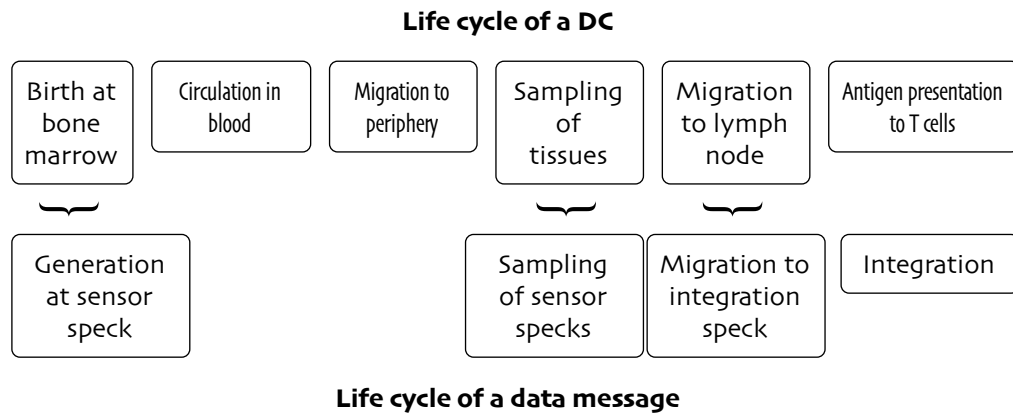 Life cycle of a DC
Birth at
bone
marrow
Circulation in
blood
Migration to
periphery
Sampling
of
tissues
Migration
to lymph
node
Antigen presentation
to T cells
Generation
at sensor
speck
Sampling
of sensor
specks
Migration to
integration
speck
Integration
Life cycle of a data message